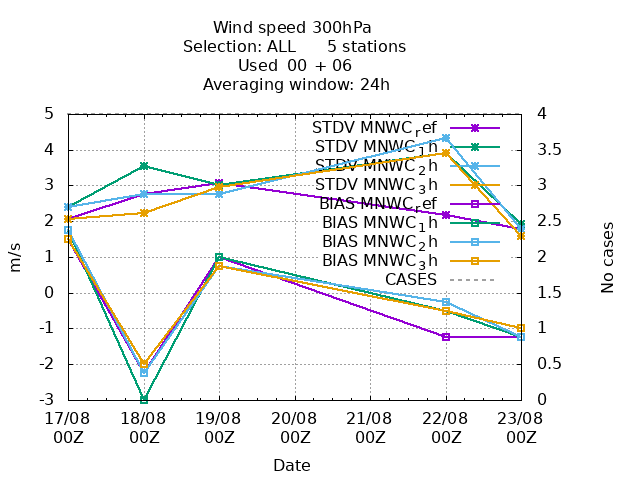 Wind speed 300hPa
Selection: ALL 5 stations
Used 00 + 06
Averaging window: 24h
5 4
4 3.5
3 3
2 2.5
1 2
0 1.5
-1 1
-2 0.5
-3 0
m/s
No cases
STDV MNWC_ref
STDV MNWC_1h
STDV MNWC_2h
STDV MNWC_3h
BIAS MNWC_ref
BIAS MNWC_1h
BIAS MNWC_2h
BIAS MNWC_3h
CASES
17/08 18/08 19/08 20/08 21/08 22/08 23/08
00Z 00Z 00Z 00Z 00Z 00Z 00Z
Date